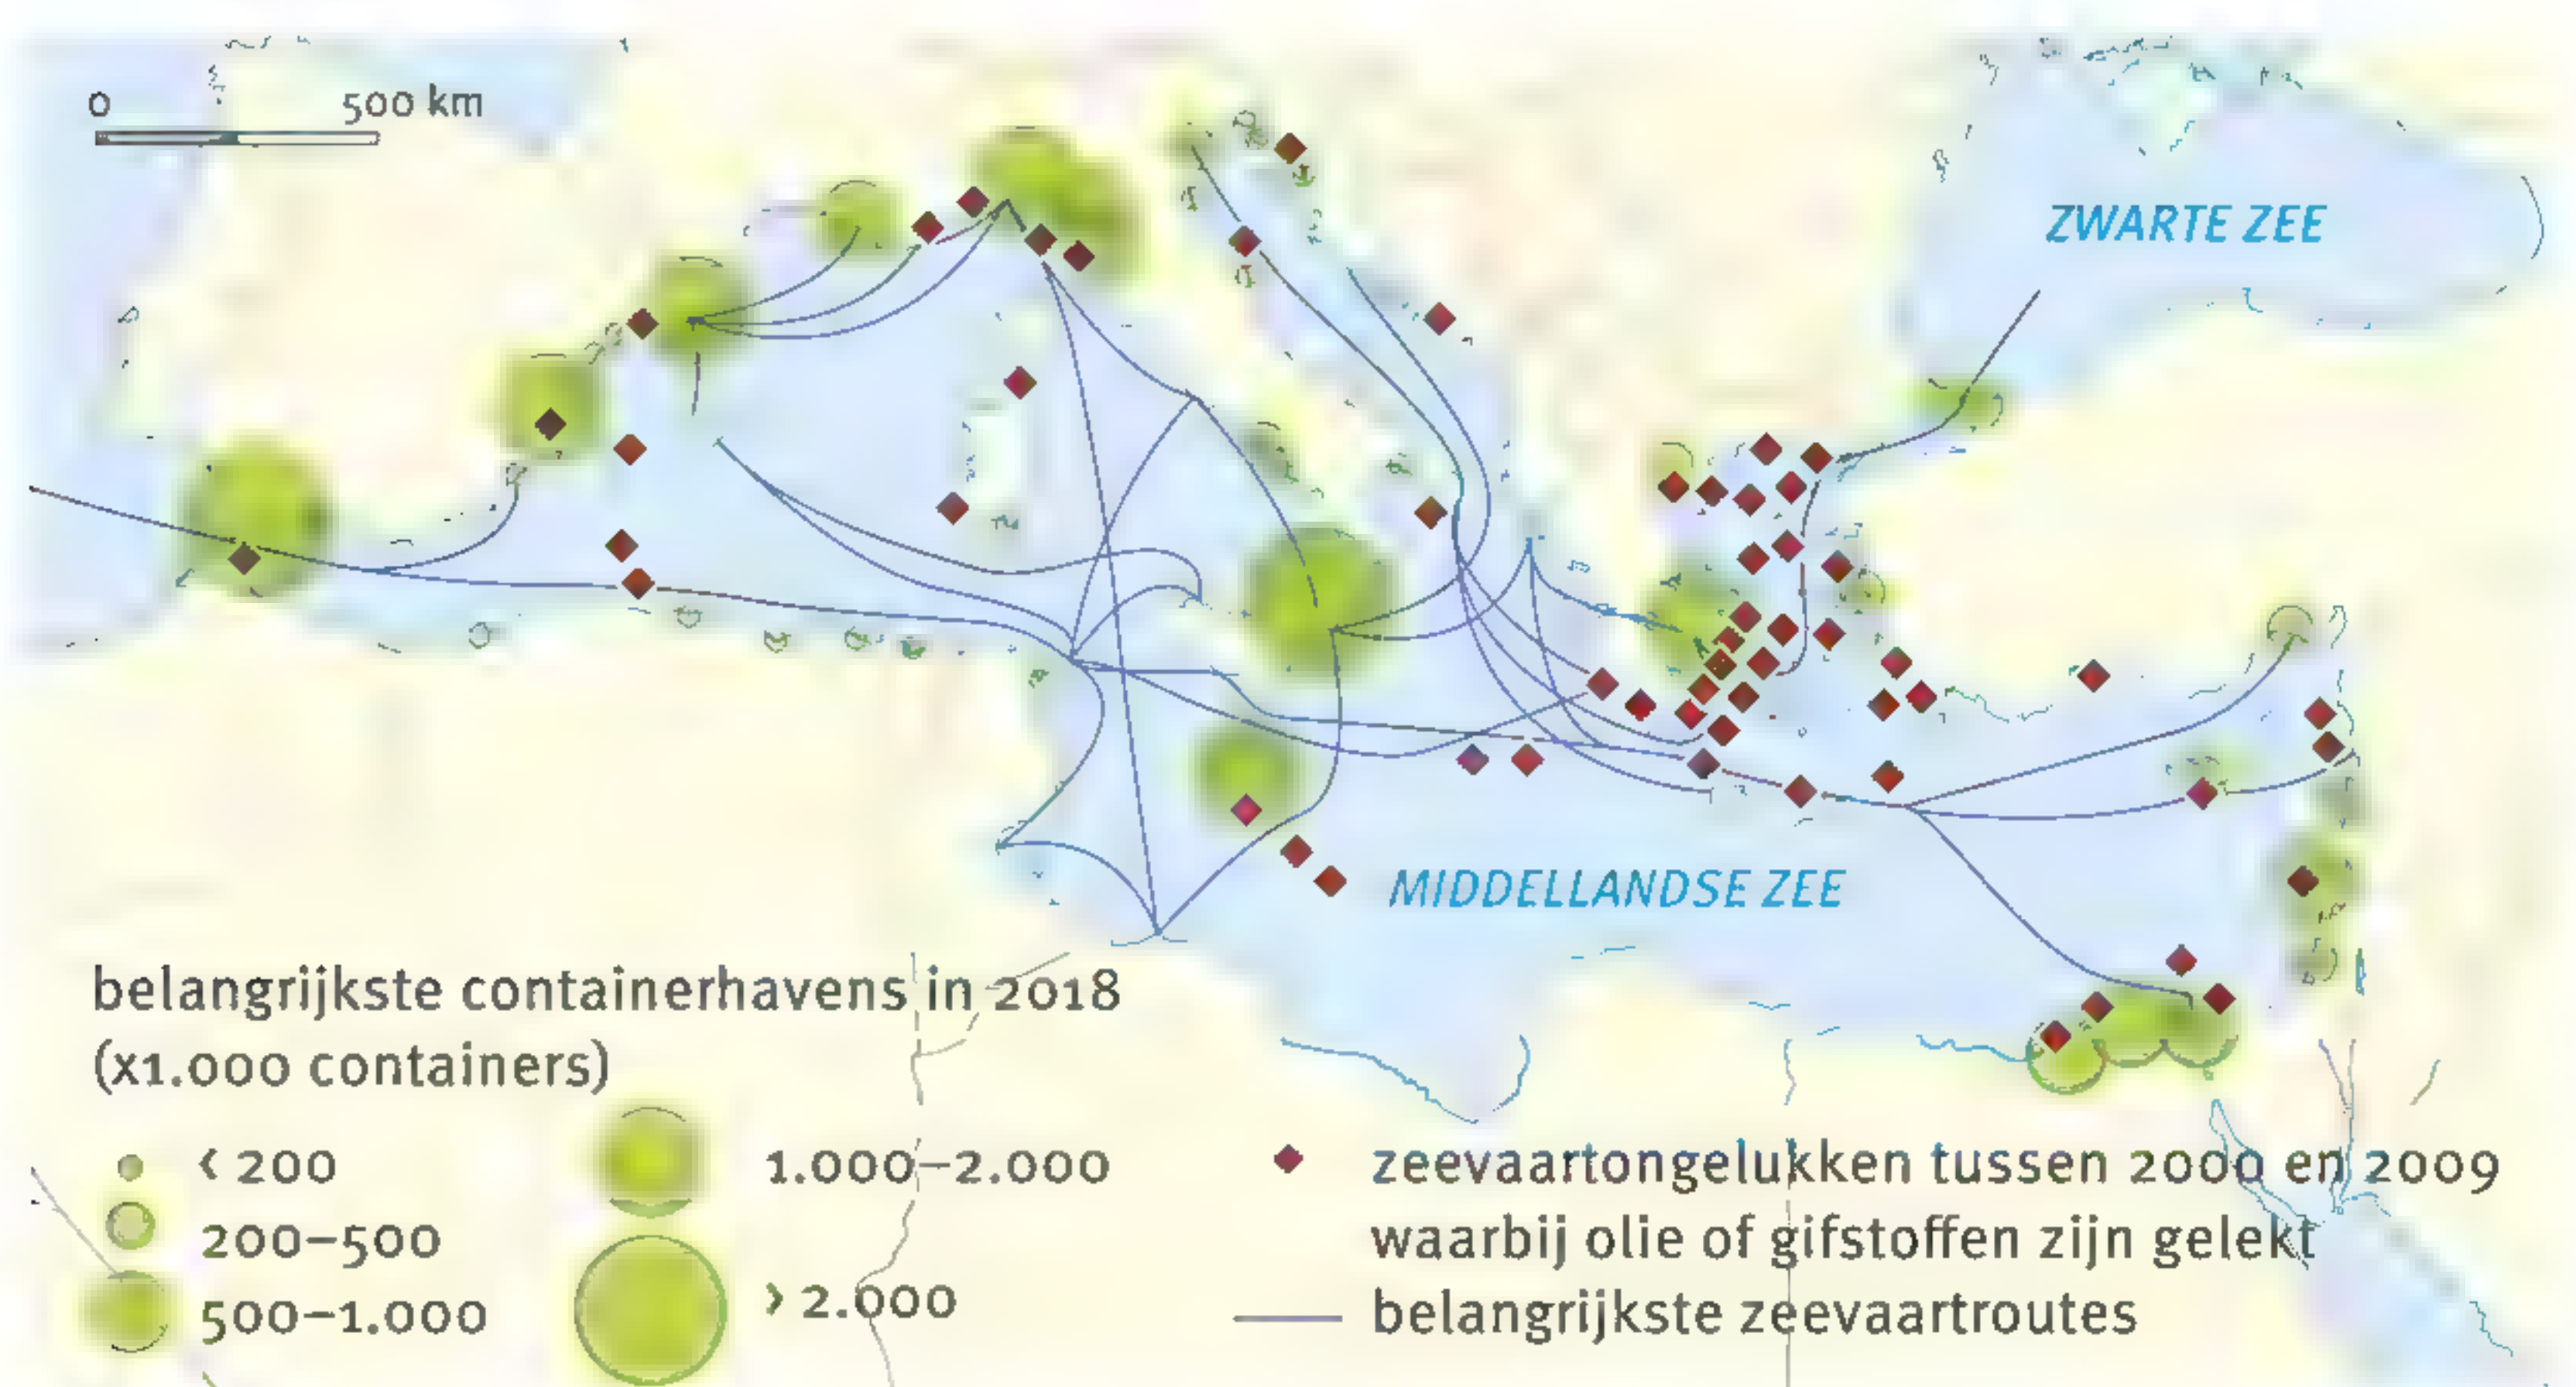 0 500 km
ZWARTE ZEE
MIDDELLANDSE ZEE
belangrijkste containerhavens in 2018
(x1.000 containers)
< 200
200–500
500–1.000
1.000–2.000
> 2.000
zeevaartongelukken tussen 2000 en 2009
waarbij olie of gifstoffen zijn gelekt
belangrijkste zeevaartroutes